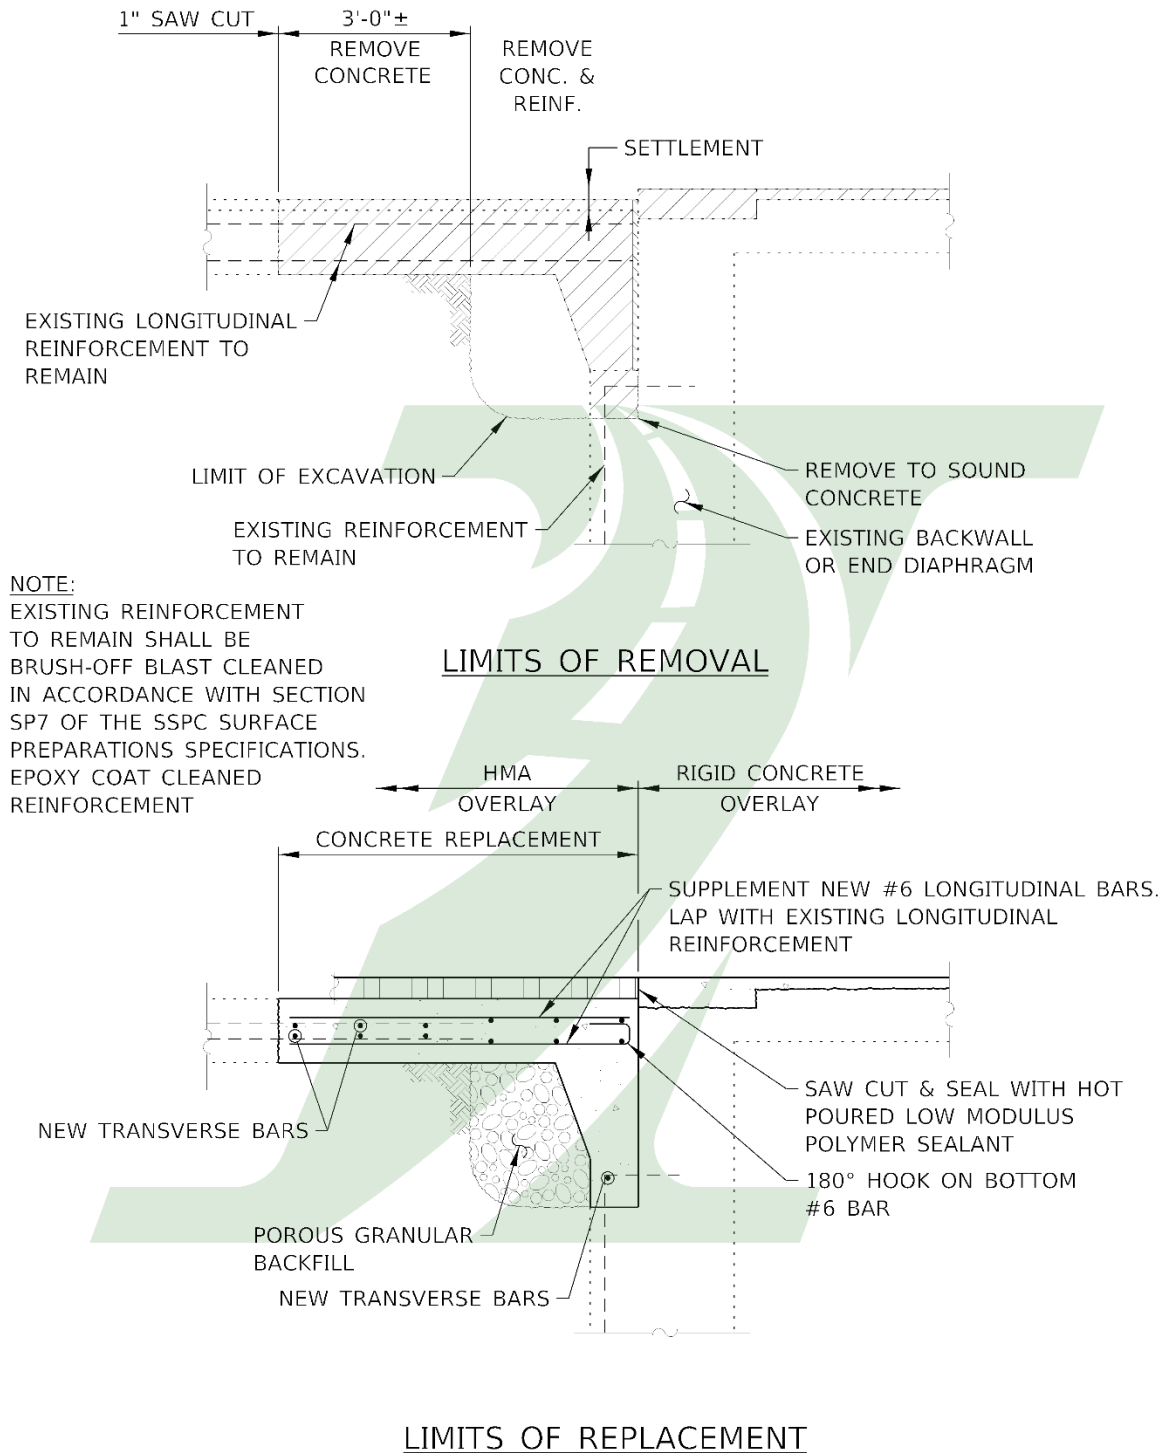 1" SAW CUT
3'-0"±
REMOVE
CONCRETE
REMOVE
CONC. &
REINF.
SETTLEMENT
EXISTING LONGITUDINAL
REINFORCEMENT TO
REMAIN
LIMIT OF EXCAVATION
EXISTING REINFORCEMENT
TO REMAIN
REMOVE TO SOUND
CONCRETE
EXISTING BACKWALL
OR END DIAPHRAGM
NOTE:
EXISTING REINFORCEMENT
TO REMAIN SHALL BE
BRUSH-OFF BLAST CLEANED
IN ACCORDANCE WITH SECTION
SP7 OF THE SSPC SURFACE
PREPARATIONS SPECIFICATIONS.
EPOXY COAT CLEANED
REINFORCEMENT
LIMITS OF REMOVAL
HMA
OVERLAY
RIGID CONCRETE
OVERLAY
CONCRETE REPLACEMENT
SUPPLEMENT NEW #6 LONGITUDINAL BARS.
LAP WITH EXISTING LONGITUDINAL
REINFORCEMENT
NEW TRANSVERSE BARS
SAW CUT & SEAL WITH HOT
POURED LOW MODULUS
POLYMER SEALANT
180° HOOK ON BOTTOM
#6 BAR
POROUS GRANULAR
BACKFILL
NEW TRANSVERSE BARS
LIMITS OF REPLACEMENT